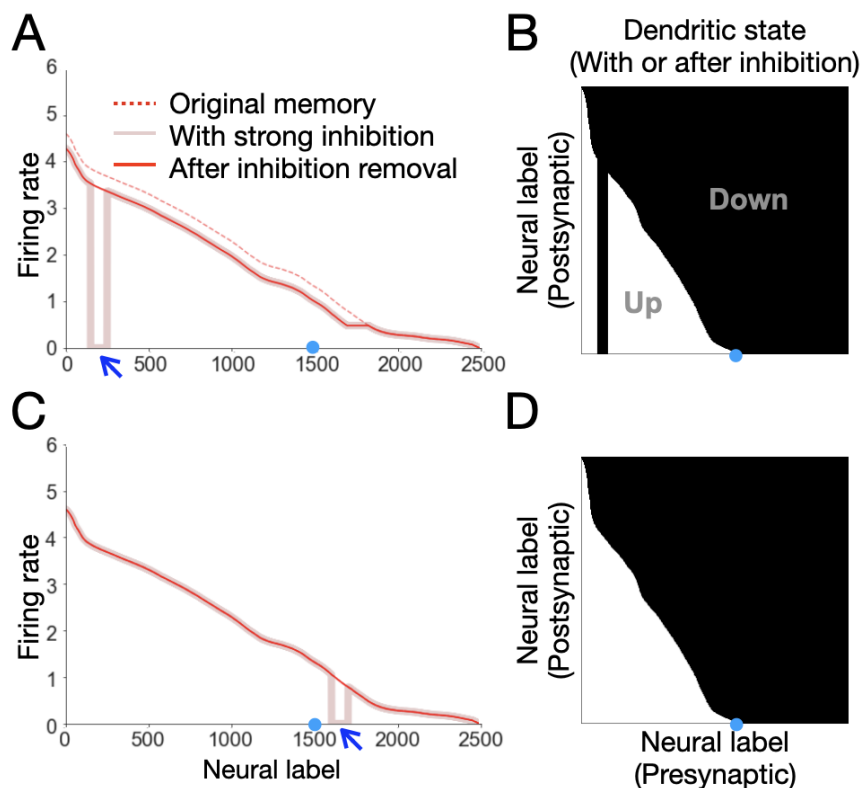 A
6
5
4
3
2
1
0
Firing rate
Original memory
With strong inhibition
After inhibition removal
0
500
1000
1500
2000
2500
B
Dendritic state
(With or after inhibition)
Neural label
(Postsynaptic)
Down
Up
C
6
5
4
3
2
1
0
Firing rate
0
500
1000
1500
2000
2500
Neural label
D
Neural label
(Postsynaptic)
Neural label
(Presynaptic)